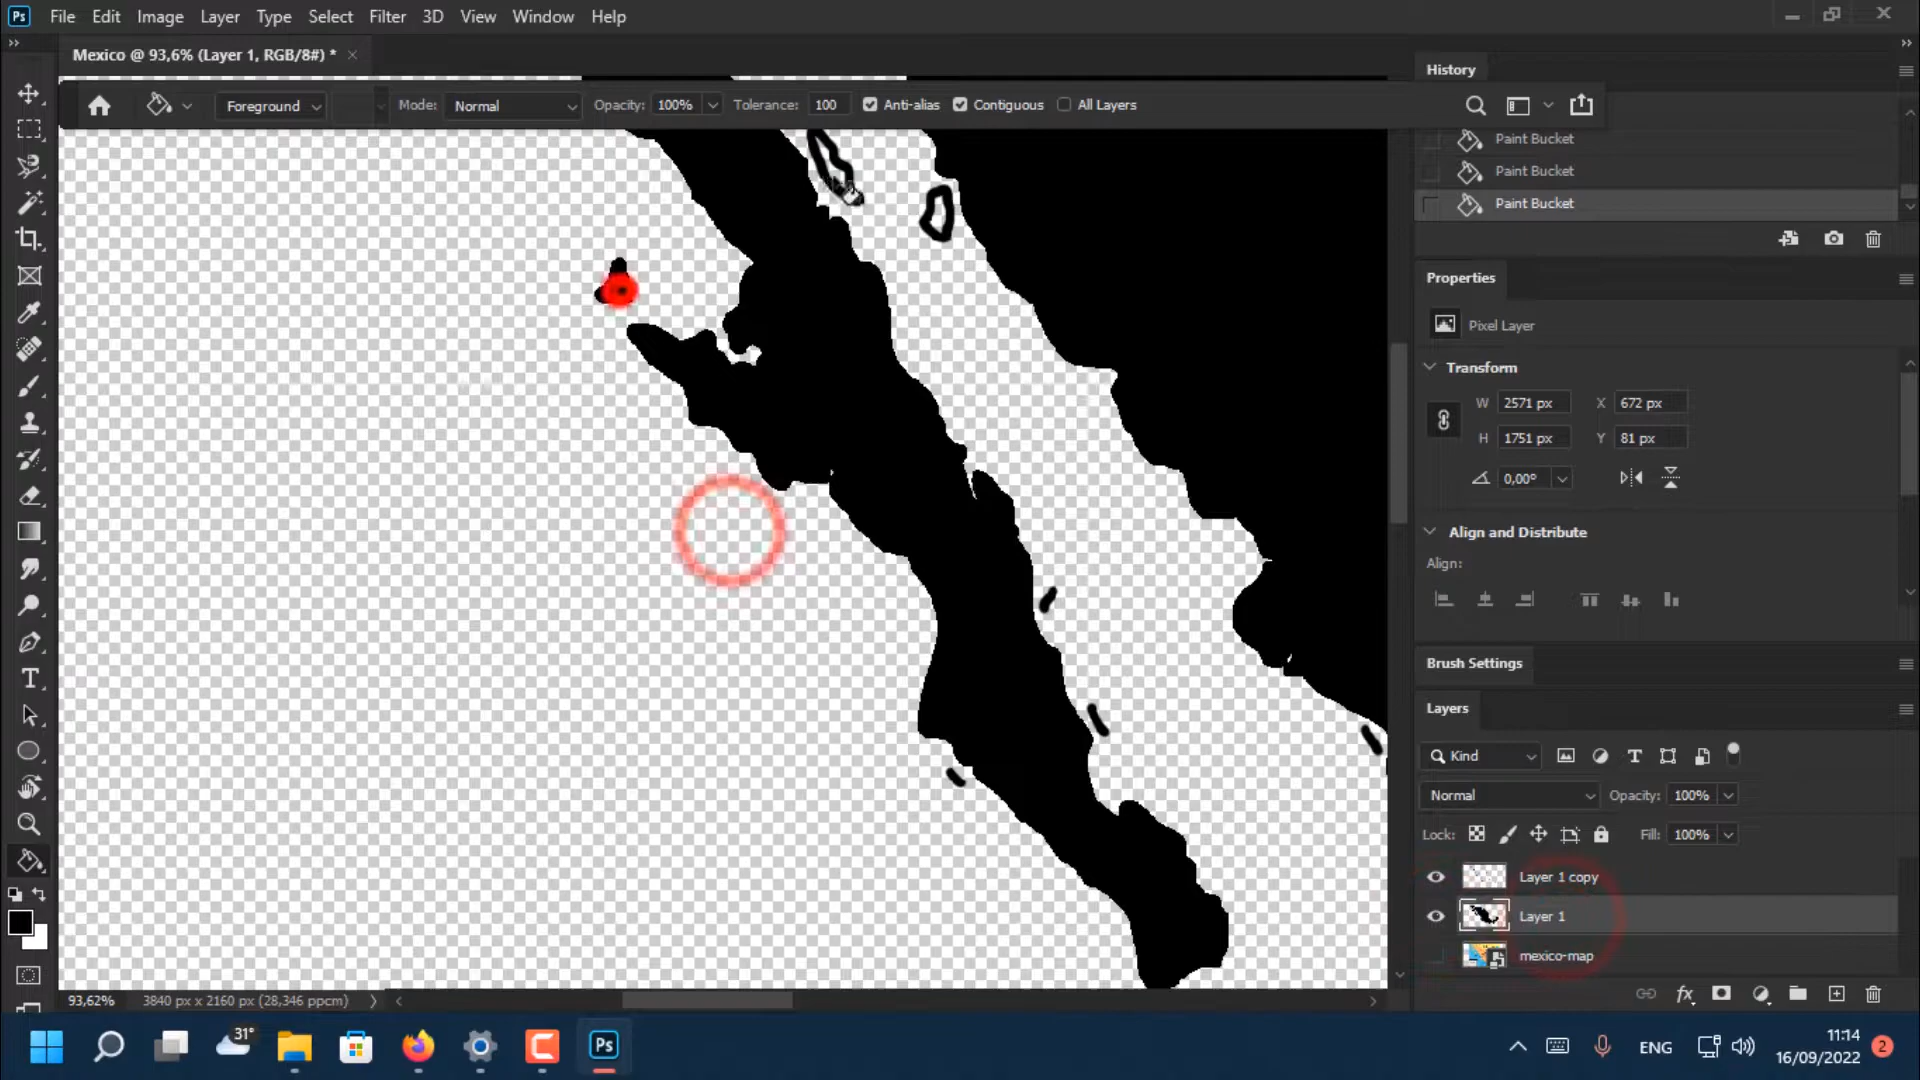 Ps File Edit Image Layer Type Select Filter 3D View Window Help
Mexico @ 93,6% (Layer 1, RGB/8#) * ×
Foreground Mode: Normal Opacity: 100% Tolerance: 100 Anti-alias Contiguous All Layers
History
Paint Bucket
Paint Bucket
Paint Bucket
Properties
Pixel Layer
Transform
W 2571 px X 672 px
H 1751 px Y 81 px
0,00°
Align and Distribute
Align:
Brush Settings
Layers
Kind
Normal Opacity: 100%
Lock: Fill: 100%
Layer 1 copy
Layer 1
mexico-map
fx
93,62% 3840 px x 2160 px (28,346 ppcm)
31° Ps ENG 11:14
16/09/2022 2